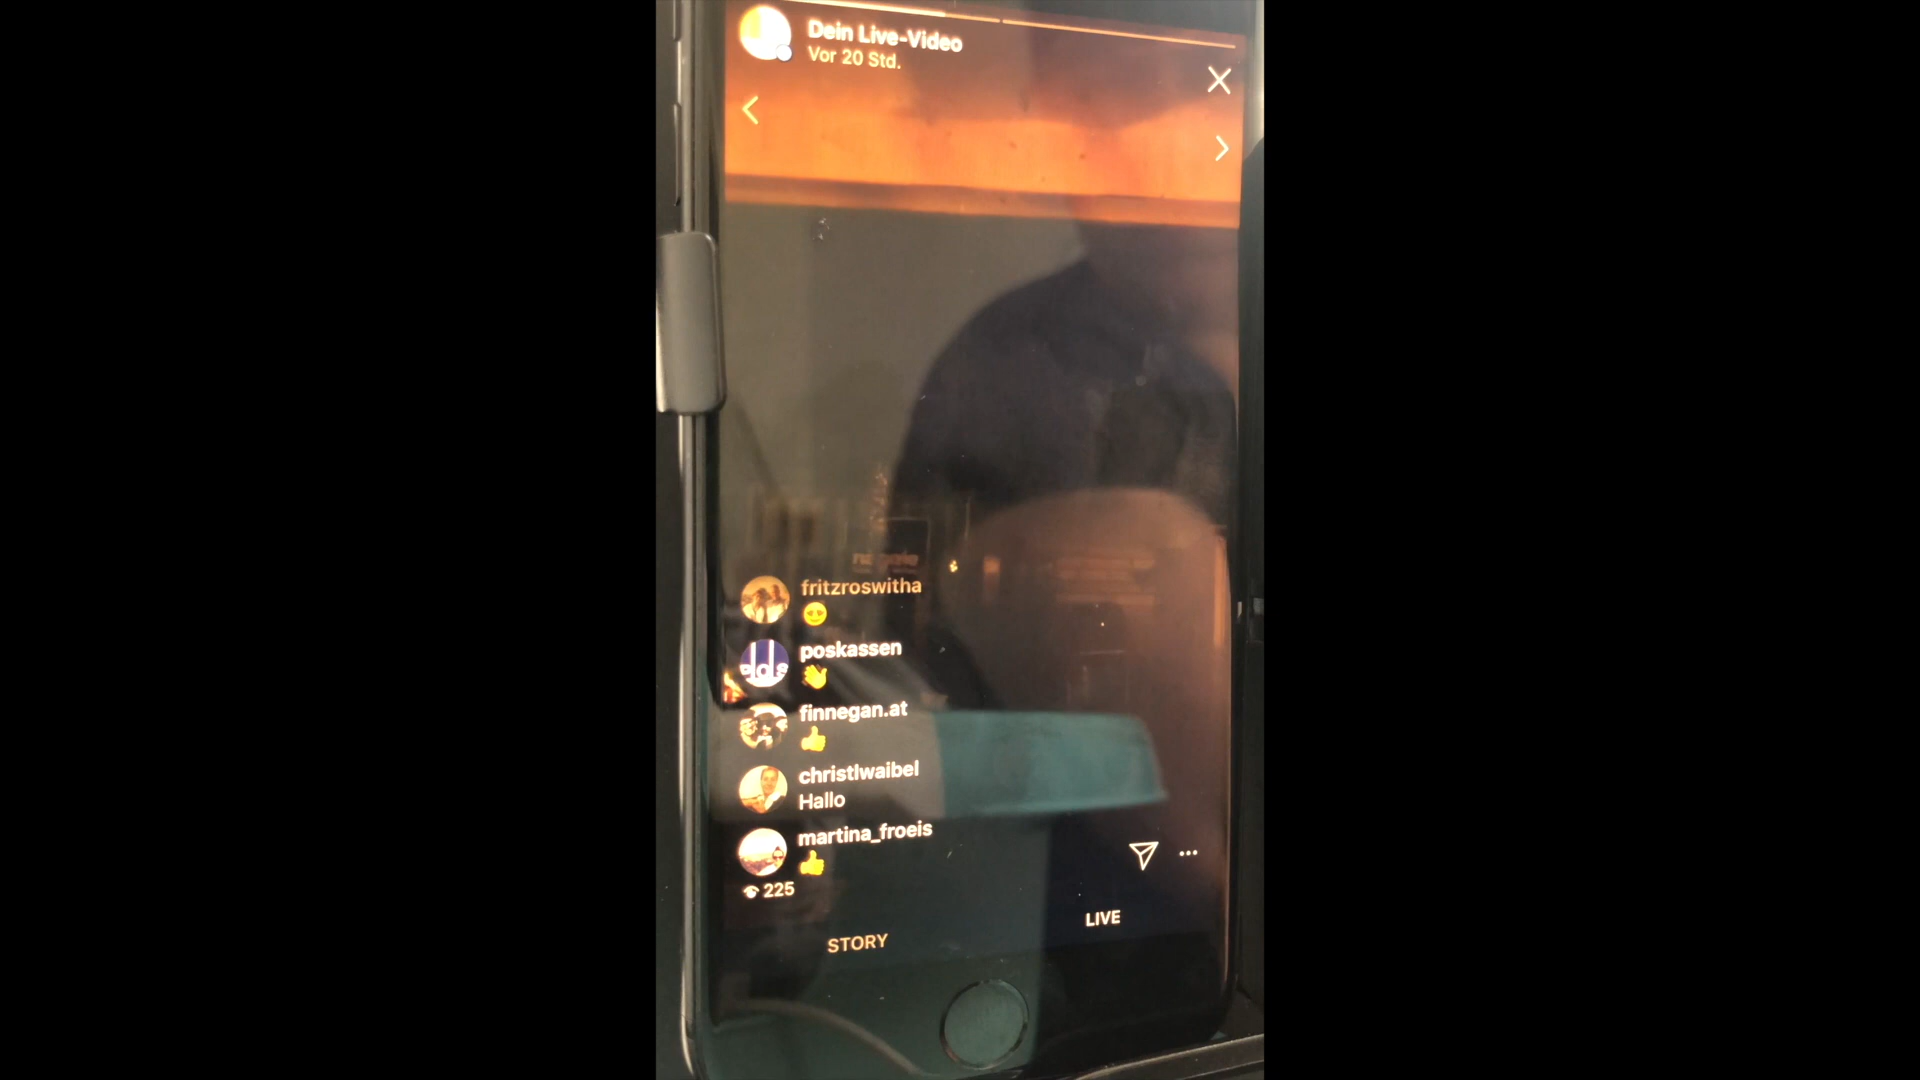 Dein Live-Video
Vor 20 Std.
fritzroswitha
poskassen
finnegan.at
christlwaibel
Hallo
martina_froeis
225
LIVE
STORY